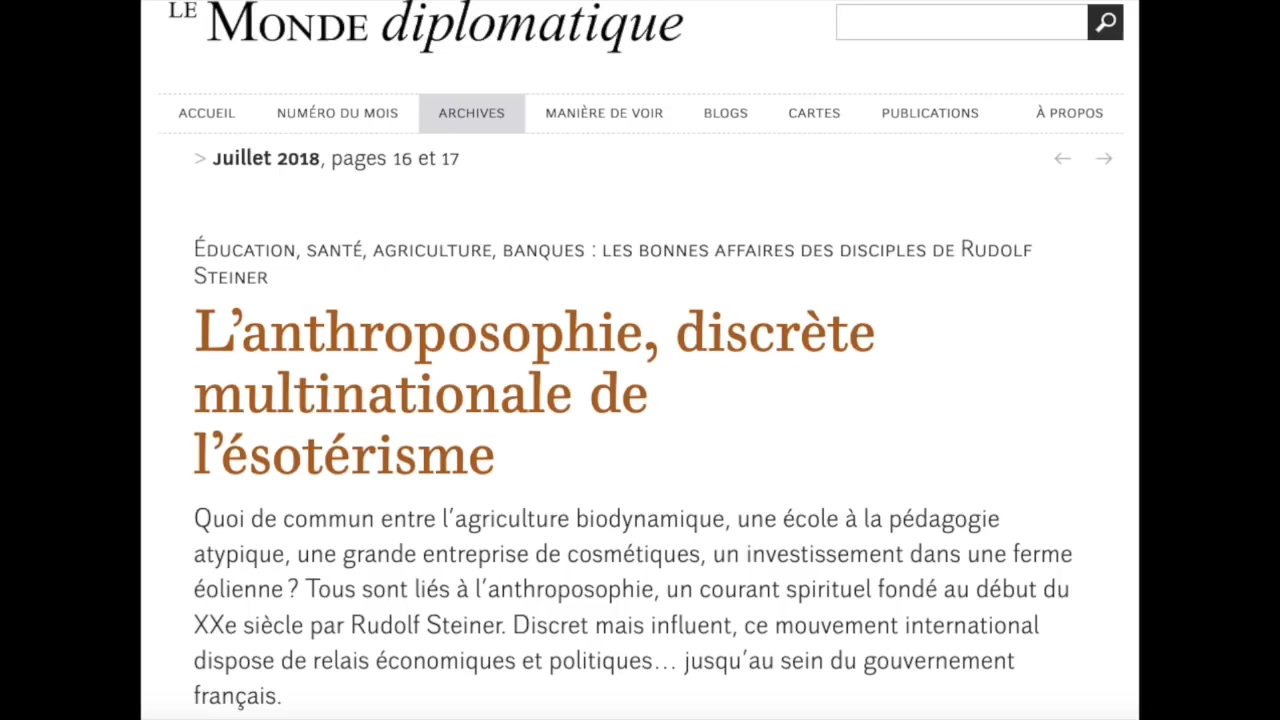 LE MONDE diplomatique
ACCUEIL NUMÉRO DU MOIS ARCHIVES MANIÈRE DE VOIR BLOGS CARTES PUBLICATIONS À PROPOS
> Juillet 2018, pages 16 et 17 ← →
ÉDUCATION, SANTÉ, AGRICULTURE, BANQUES : LES BONNES AFFAIRES DES DISCIPLES DE RUDOLF
STEINER
L’anthroposophie, discrète
multinationale de
l’ésotérisme
Quoi de commun entre l’agriculture biodynamique, une école à la pédagogie
atypique, une grande entreprise de cosmétiques, un investissement dans une ferme
éolienne ? Tous sont liés à l’anthroposophie, un courant spirituel fondé au début du
XXe siècle par Rudolf Steiner. Discret mais influent, ce mouvement international
dispose de relais économiques et politiques… jusqu’au sein du gouvernement
français.